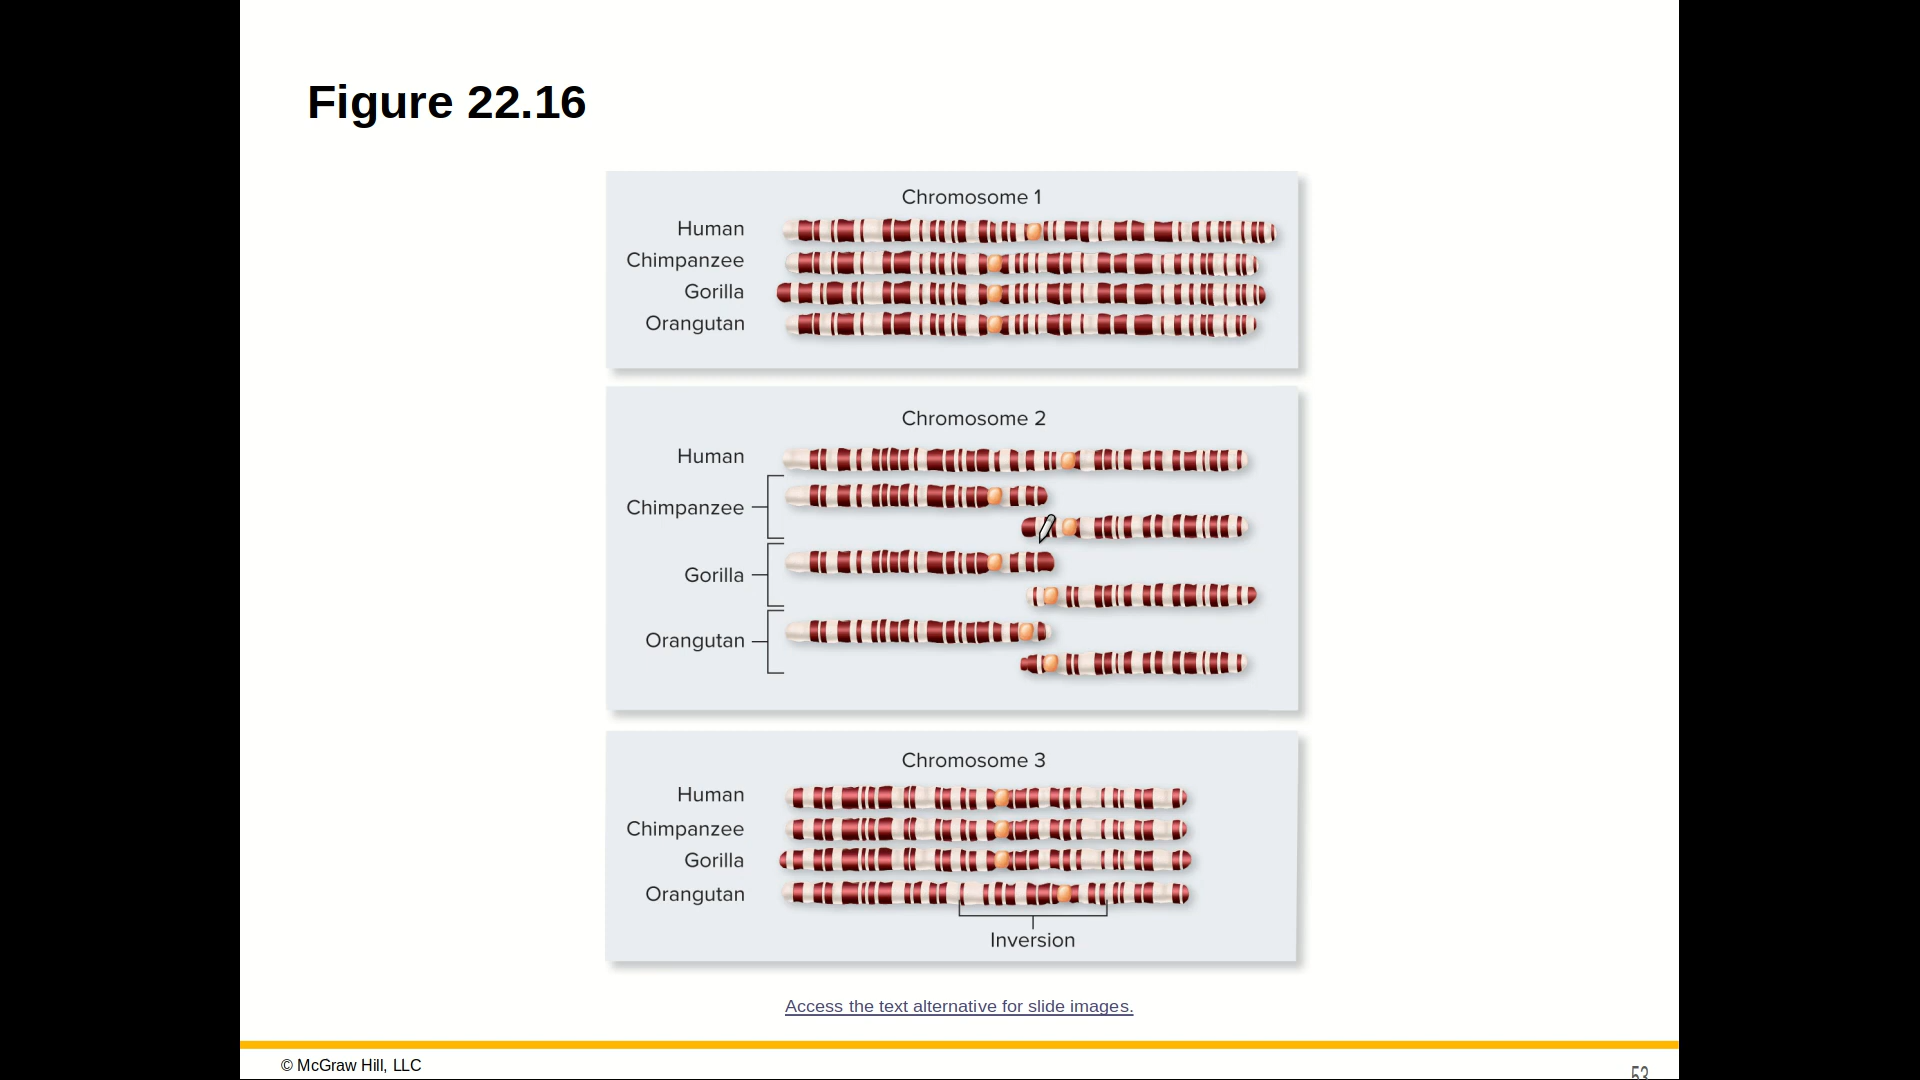 Figure 22.16
Chromosome 1
Human
Chimpanzee
Gorilla
Orangutan
Chromosome 2
Human
Chimpanzee
Gorilla
Orangutan
Chromosome 3
Human
Chimpanzee
Gorilla
Orangutan
Inversion
Access the text alternative for slide images.
© McGraw Hill, LLC
53